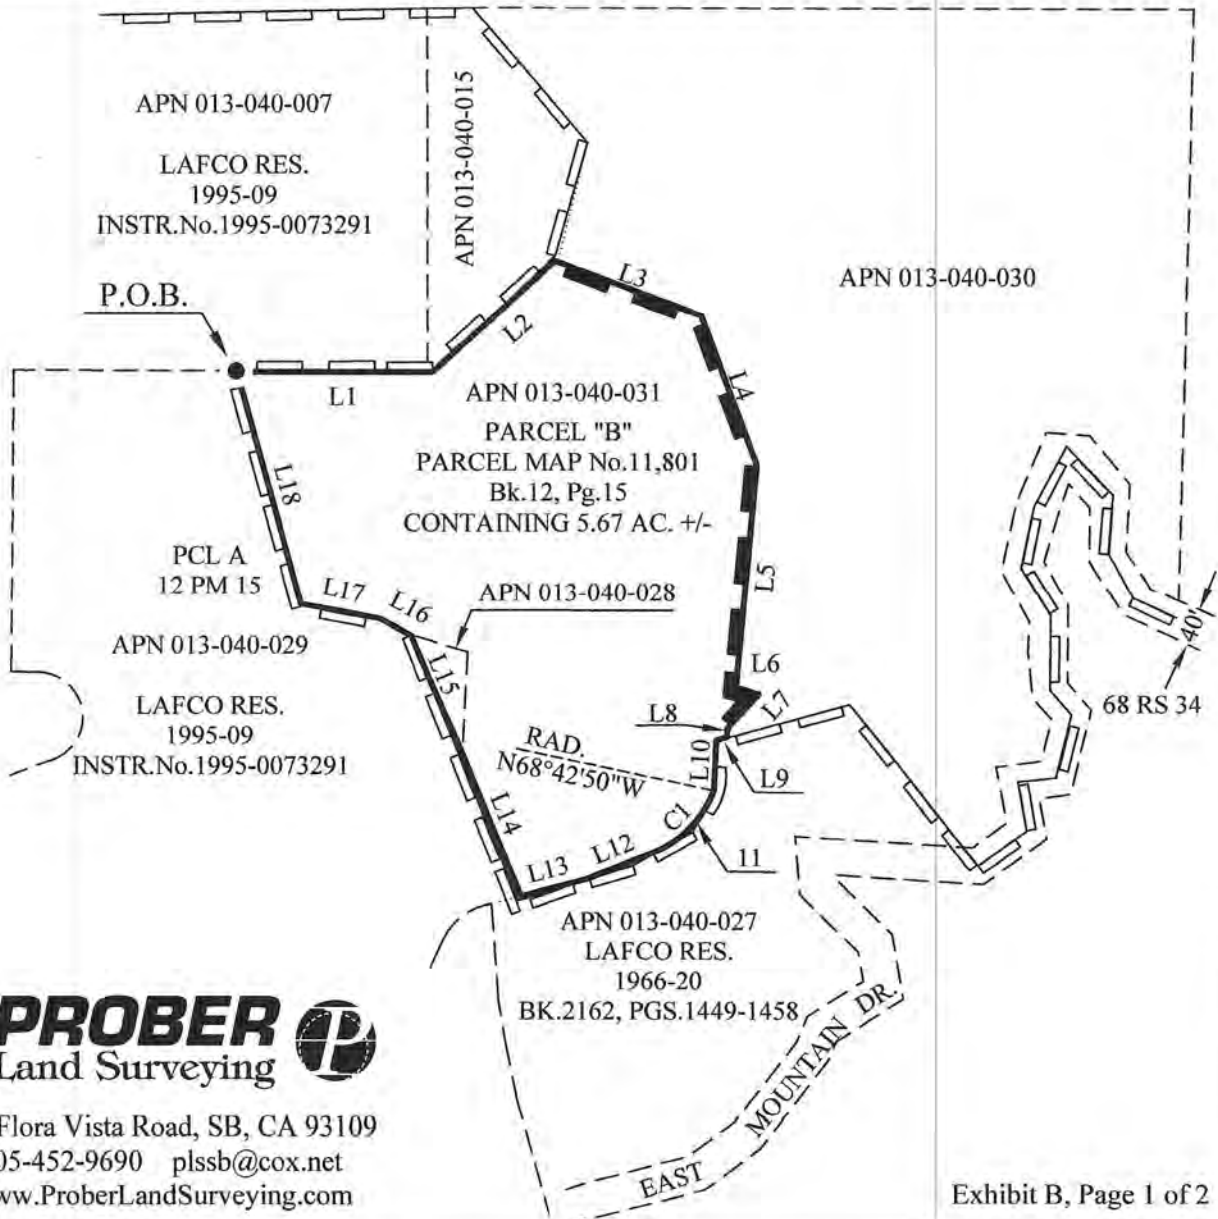 APN 013-040-007
LAFCO RES.
1995-09
INSTR.No.1995-0073291
APN 013-040-015
P.O.B.
L1
L2
L3
L4
APN 013-040-030
APN 013-040-031
PARCEL "B"
PARCEL MAP No.11,801
Bk.12, Pg.15
CONTAINING 5.67 AC. +/-
L18
L5
PCL A
12 PM 15
L17
L16
APN 013-040-028
APN 013-040-029
L15
L6
L7
L8
40'
68 RS 34
LAFCO RES.
1995-09
INSTR.No.1995-0073291
RAD.
N68°42'50"W
L10
L9
L14
C1
11
L13
L12
APN 013-040-027
LAFCO RES.
1966-20
BK.2162, PGS.1449-1458
EAST MOUNTAIN DR.
PROBER P
Land Surveying
Flora Vista Road, SB, CA 93109
05-452-9690 plssb@cox.net
ww.ProberLandSurveying.com
Exhibit B, Page 1 of 2